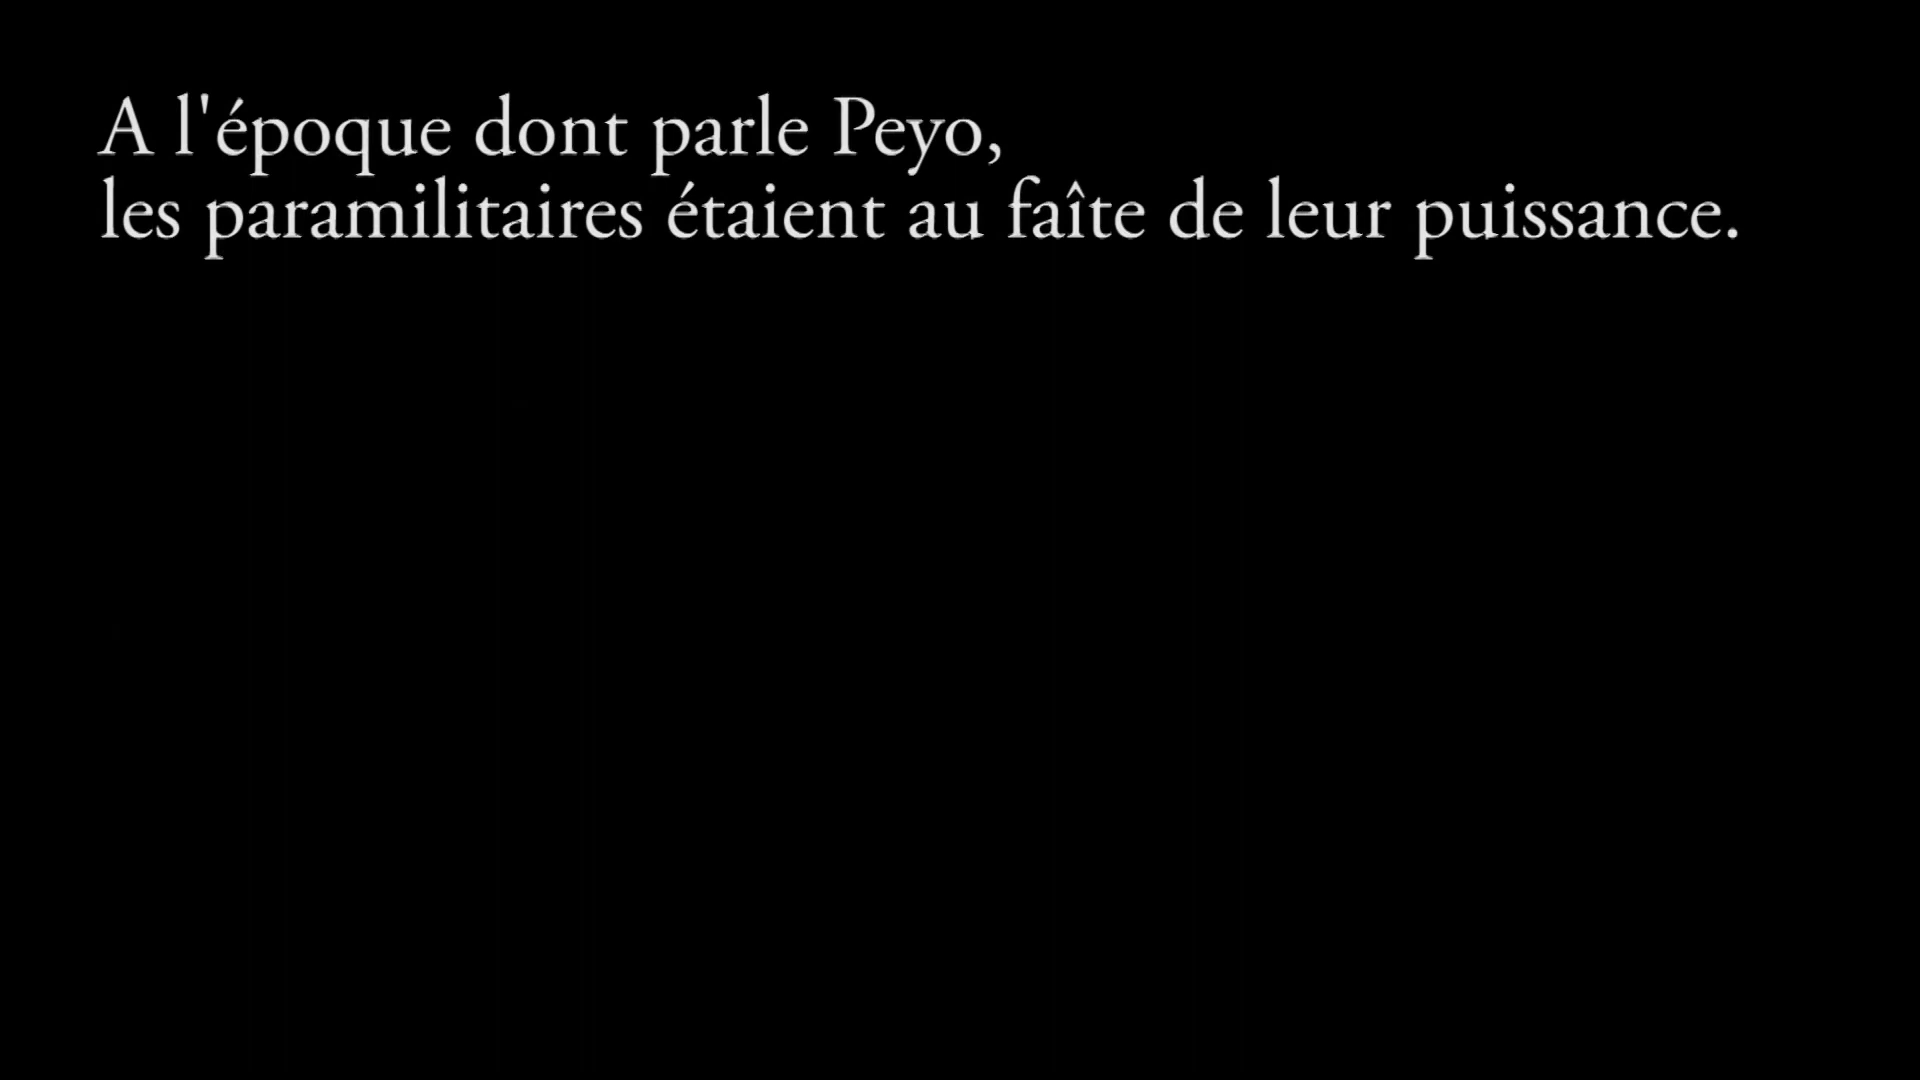 A l'époque dont parle Peyo,
les paramilitaires étaient au faîte de leur puissance.